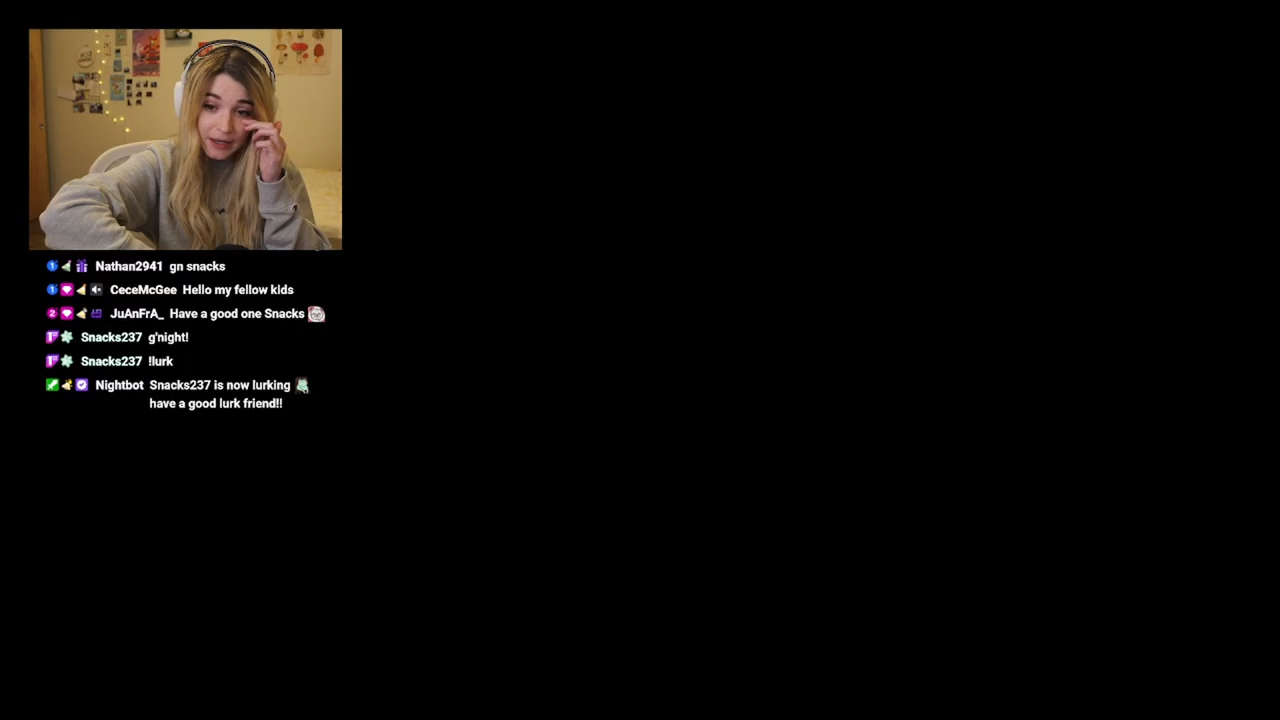 Nathan2941 gn snacks
CeceMcGee Hello my fellow kids
JuAnFrA_ Have a good one Snacks
Snacks237 g'night!
Snacks237 !lurk
Nightbot Snacks237 is now lurking
have a good lurk friend!!